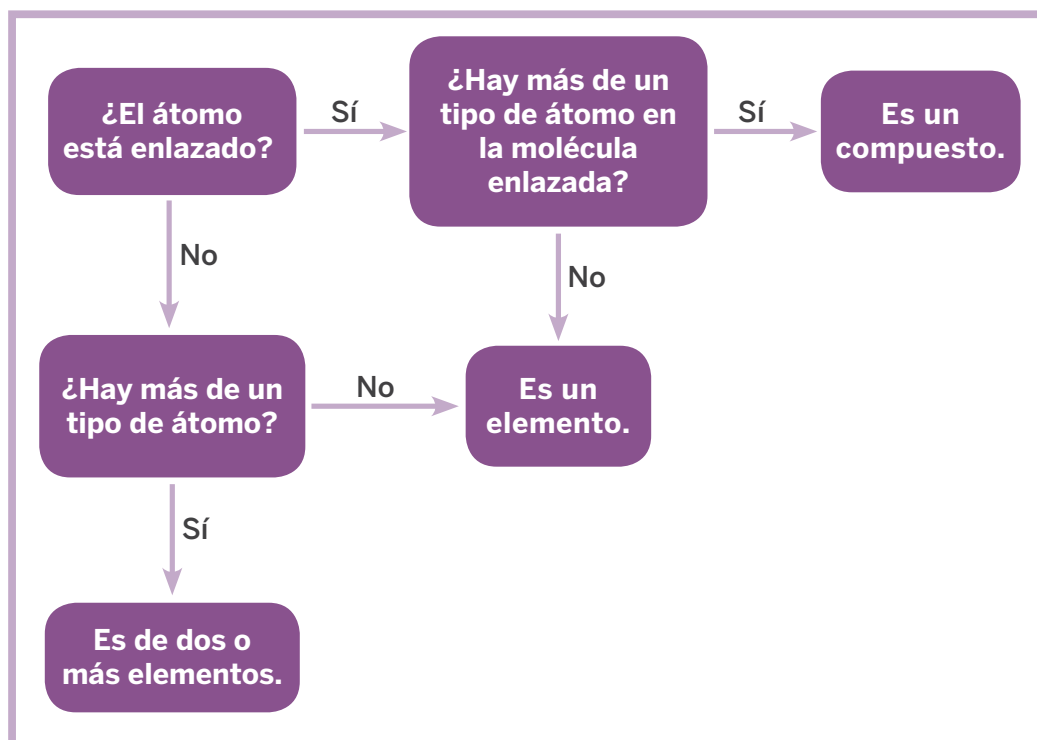 ¿El átomo
está enlazado?
Sí
¿Hay más de un
tipo de átomo en
la molécula
enlazada?
Sí
Es un
compuesto.
No
No
¿Hay más de un
tipo de átomo?
No
Es un
elemento.
Sí
Es de dos o
más elementos.